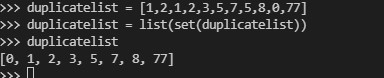 >>> duplicatelist = [1,2,1,2,3,5,7,5,8,0,77]
>>> duplicatelist = list(set(duplicatelist))
>>> duplicatelist
[0, 1, 2, 3, 5, 7, 8, 77]
>>>